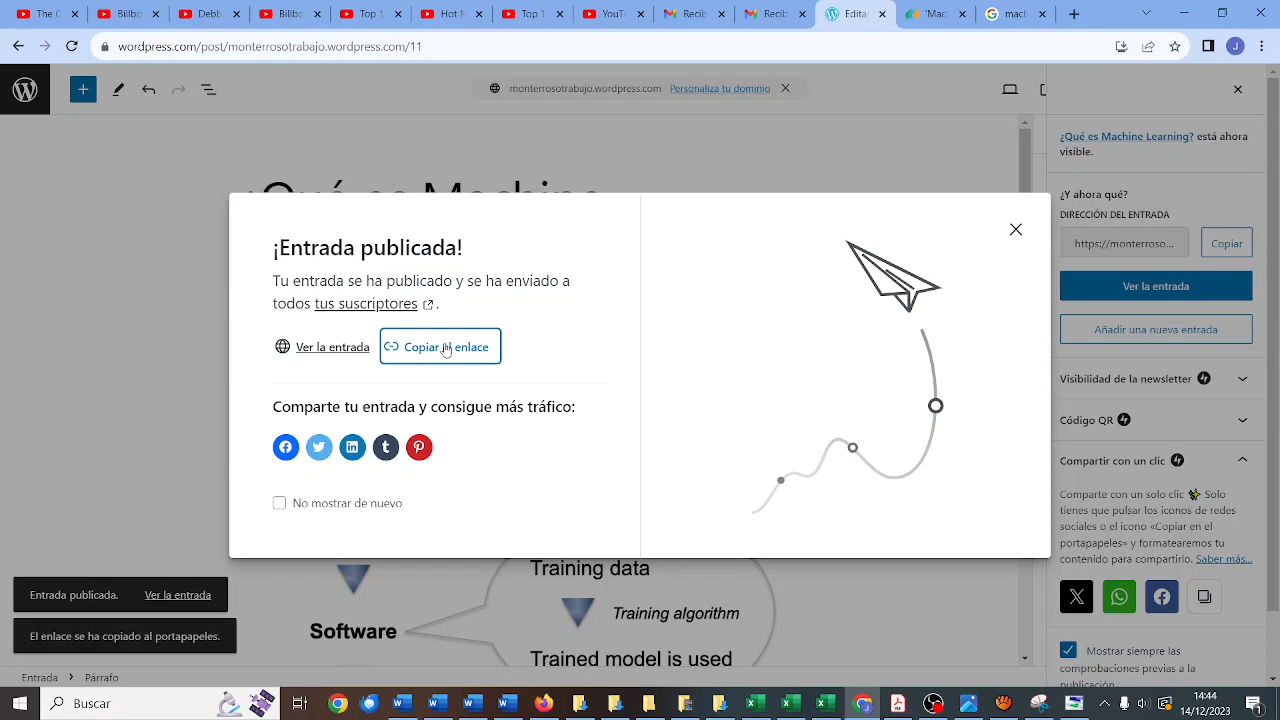 The C
Billbo
Debb
Billbo
Top 1
Hot M
Top 1
YouTu
Recib
Recib
Edita
Mac
mach
wordpress.com/post/monterrosotrabajo.wordpress.com/11
J
monterrosotrabajo.wordpress.com Personaliza tu dominio
¿Qué es Machine
¡Entrada publicada!
Tu entrada se ha publicado y se ha enviado a
todos tus suscriptores.
Ver la entrada
Copiar enlace
Comparte tu entrada y consigue más tráfico:
No mostrar de nuevo
¿Qué es Machine Learning? está ahora
visible.
¿Y ahora qué?
DIRECCIÓN DEL ENTRADA
https://monterroso...
Copiar
Ver la entrada
Añadir una nueva entrada
Visibilidad de la newsletter
Código QR
Compartir con un clic
Comparte con un solo clic ✨ Solo
tienes que pulsar los iconos de redes
sociales o el icono «Copiar en el
portapapeles» y formatearemos tu
contenido para compartirlo. Saber más...
Mostrar siempre las
comprobaciones previas a la
publicación
Training data
Training algorithm
Software
Trained model is used
Entrada publicada. Ver la entrada
El enlace se ha copiado al portapapeles.
Entrada > Párrafo
Buscar
1444
14/12/2023